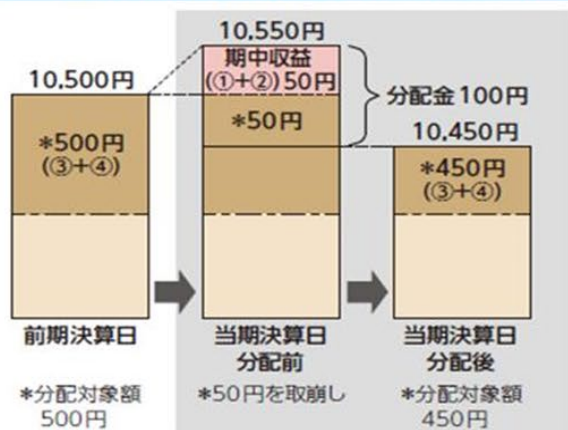 10,550円
期中収益
(①+②)50円
10,500円
分配金100円
*50円
10,450円
*500円
(③+④)
*450円
(③+④)
前期決算日
当期決算日
分配前
当期決算日
分配後
*分配対象額
500円
*50円を取崩し
*分配対象額
450円